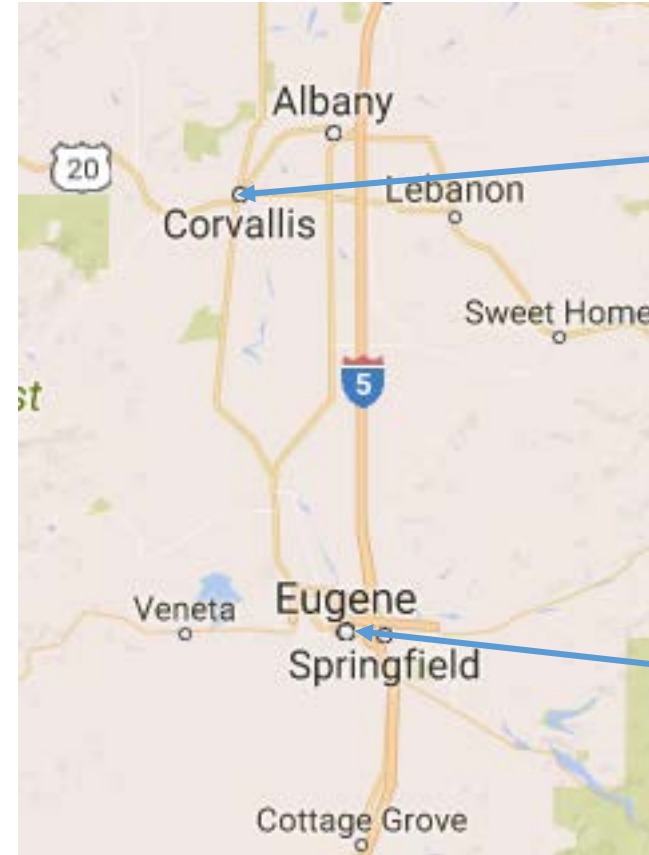 Albany
20
Lebanon
Corvallis
Sweet Home
5
st
Eugene
Veneta
Springfield
Cottage Grove